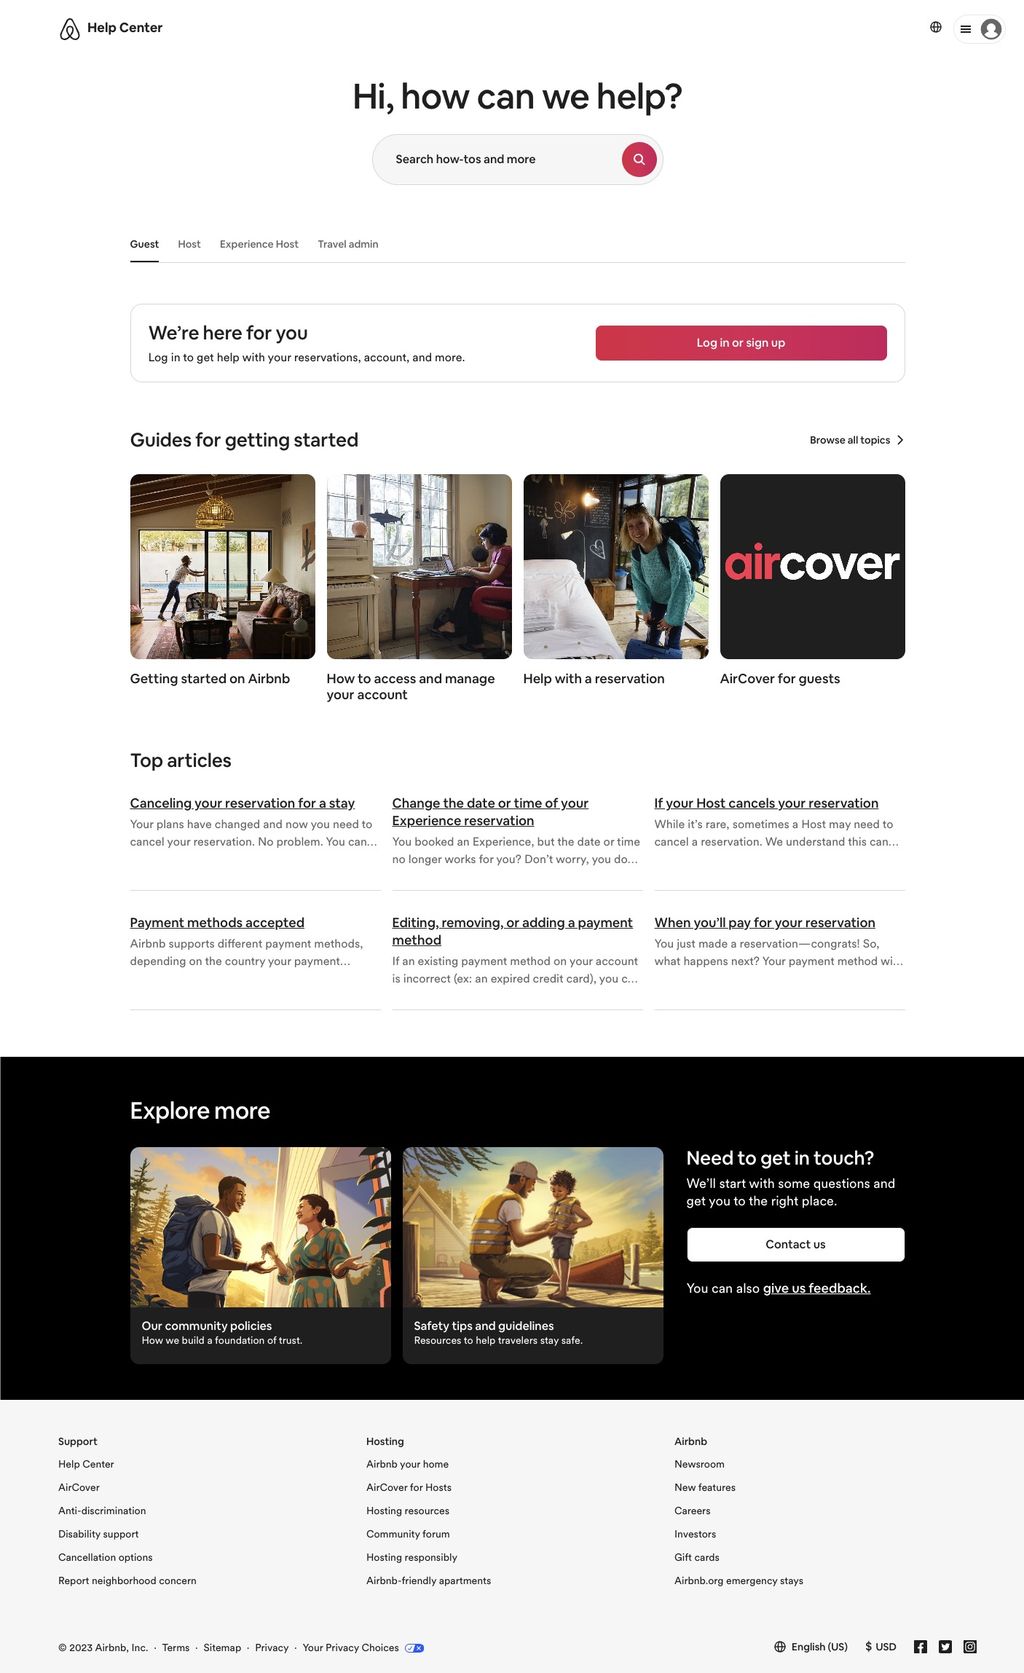 Help Center
Hi, how can we help?
Search how-tos and more
Guest Host Experience Host Travel admin
We’re here for you
Log in to get help with your reservations, account, and more.
Log in or sign up
Guides for getting started
Browse all topics
aircover
Getting started on Airbnb
How to access and manage
your account
Help with a reservation
AirCover for guests
Top articles
Canceling your reservation for a stay
Your plans have changed and now you need to
cancel your reservation. No problem. You can…
Change the date or time of your
Experience reservation
You booked an Experience, but the date or time
no longer works for you? Don’t worry, you do…
If your Host cancels your reservation
While it’s rare, sometimes a Host may need to
cancel a reservation. We understand this can…
Payment methods accepted
Airbnb supports different payment methods,
depending on the country your payment…
Editing, removing, or adding a payment
method
If an existing payment method on your account
is incorrect (ex: an expired credit card), you c…
When you’ll pay for your reservation
You just made a reservation—congrats! So,
what happens next? Your payment method wi…
Explore more
Our community policies
How we build a foundation of trust.
Safety tips and guidelines
Resources to help travelers stay safe.
Need to get in touch?
We’ll start with some questions and
get you to the right place.
Contact us
You can also give us feedback.
Support
Help Center
AirCover
Anti-discrimination
Disability support
Cancellation options
Report neighborhood concern
Hosting
Airbnb your home
AirCover for Hosts
Hosting resources
Community forum
Hosting responsibly
Airbnb-friendly apartments
Airbnb
Newsroom
New features
Careers
Investors
Gift cards
Airbnb.org emergency stays
© 2023 Airbnb, Inc. · Terms · Sitemap · Privacy · Your Privacy Choices
English (US) $ USD